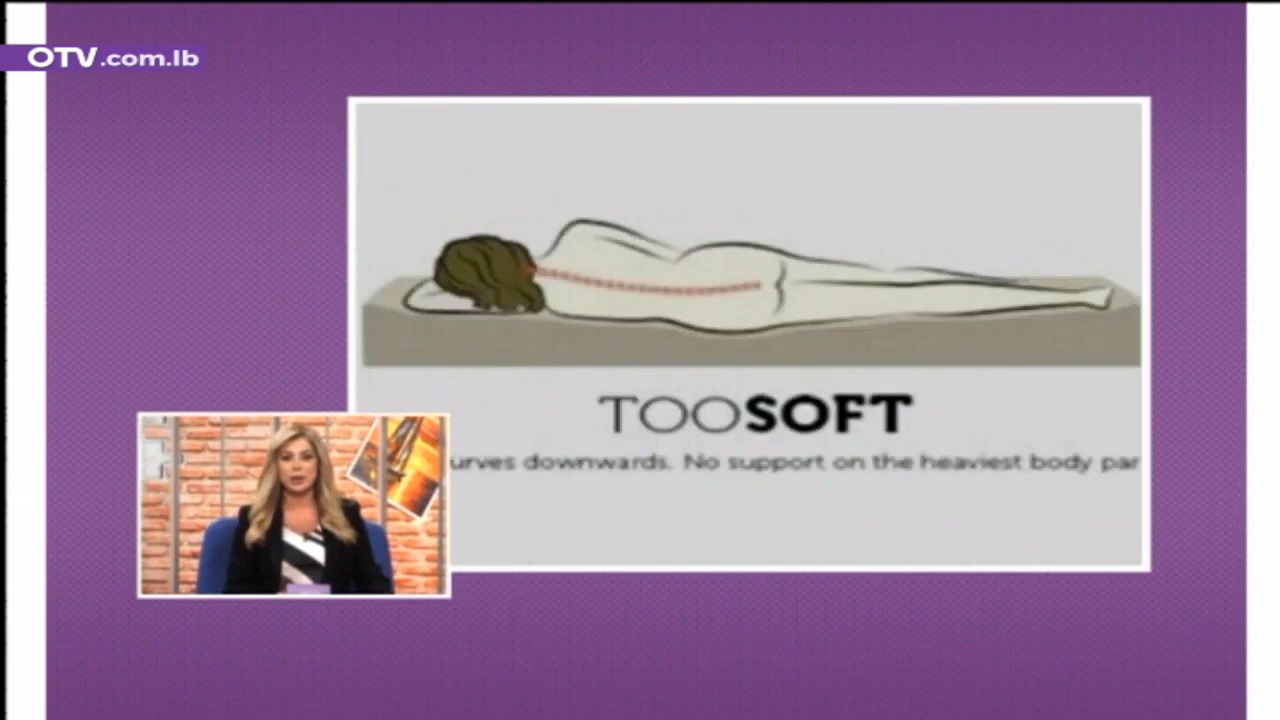 OTV.com.lb
TOOSOFT
urves downwards. No support on the heaviest body par